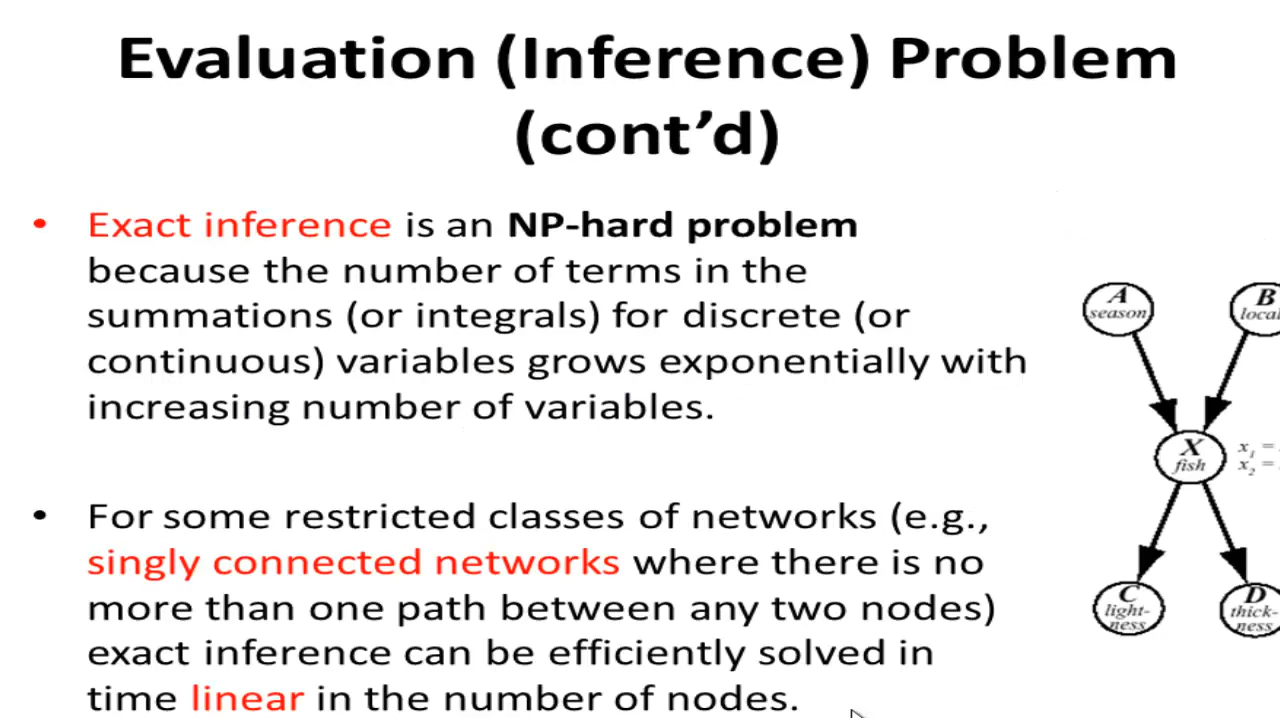 Evaluation (Inference) Problem
(cont’d)
• Exact inference is an NP-hard problem
because the number of terms in the
summations (or integrals) for discrete (or
continuous) variables grows exponentially with
increasing number of variables.
• For some restricted classes of networks (e.g.,
singly connected networks where there is no
more than one path between any two nodes)
exact inference can be efficiently solved in
time linear in the number of nodes.
A
season
B
local
X
fish
x1 =
x2 =
C
light-
ness
D
thick-
ness